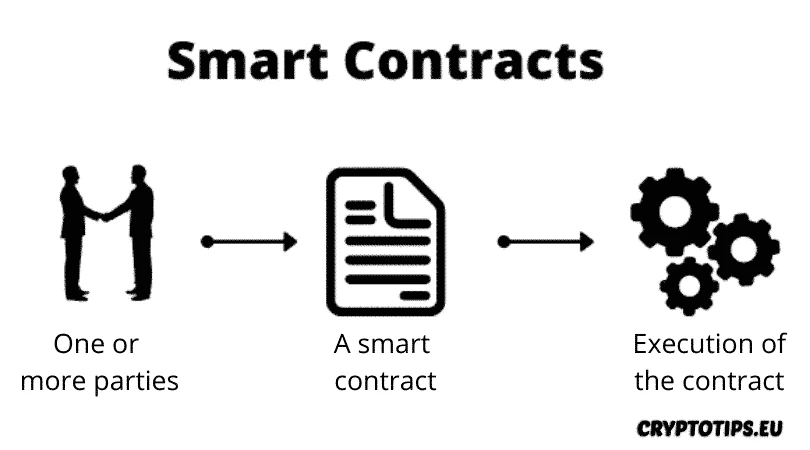 Smart Contracts
One or
more parties
A smart
contract
Execution of
the contract
CRYPTOTIPS.EU